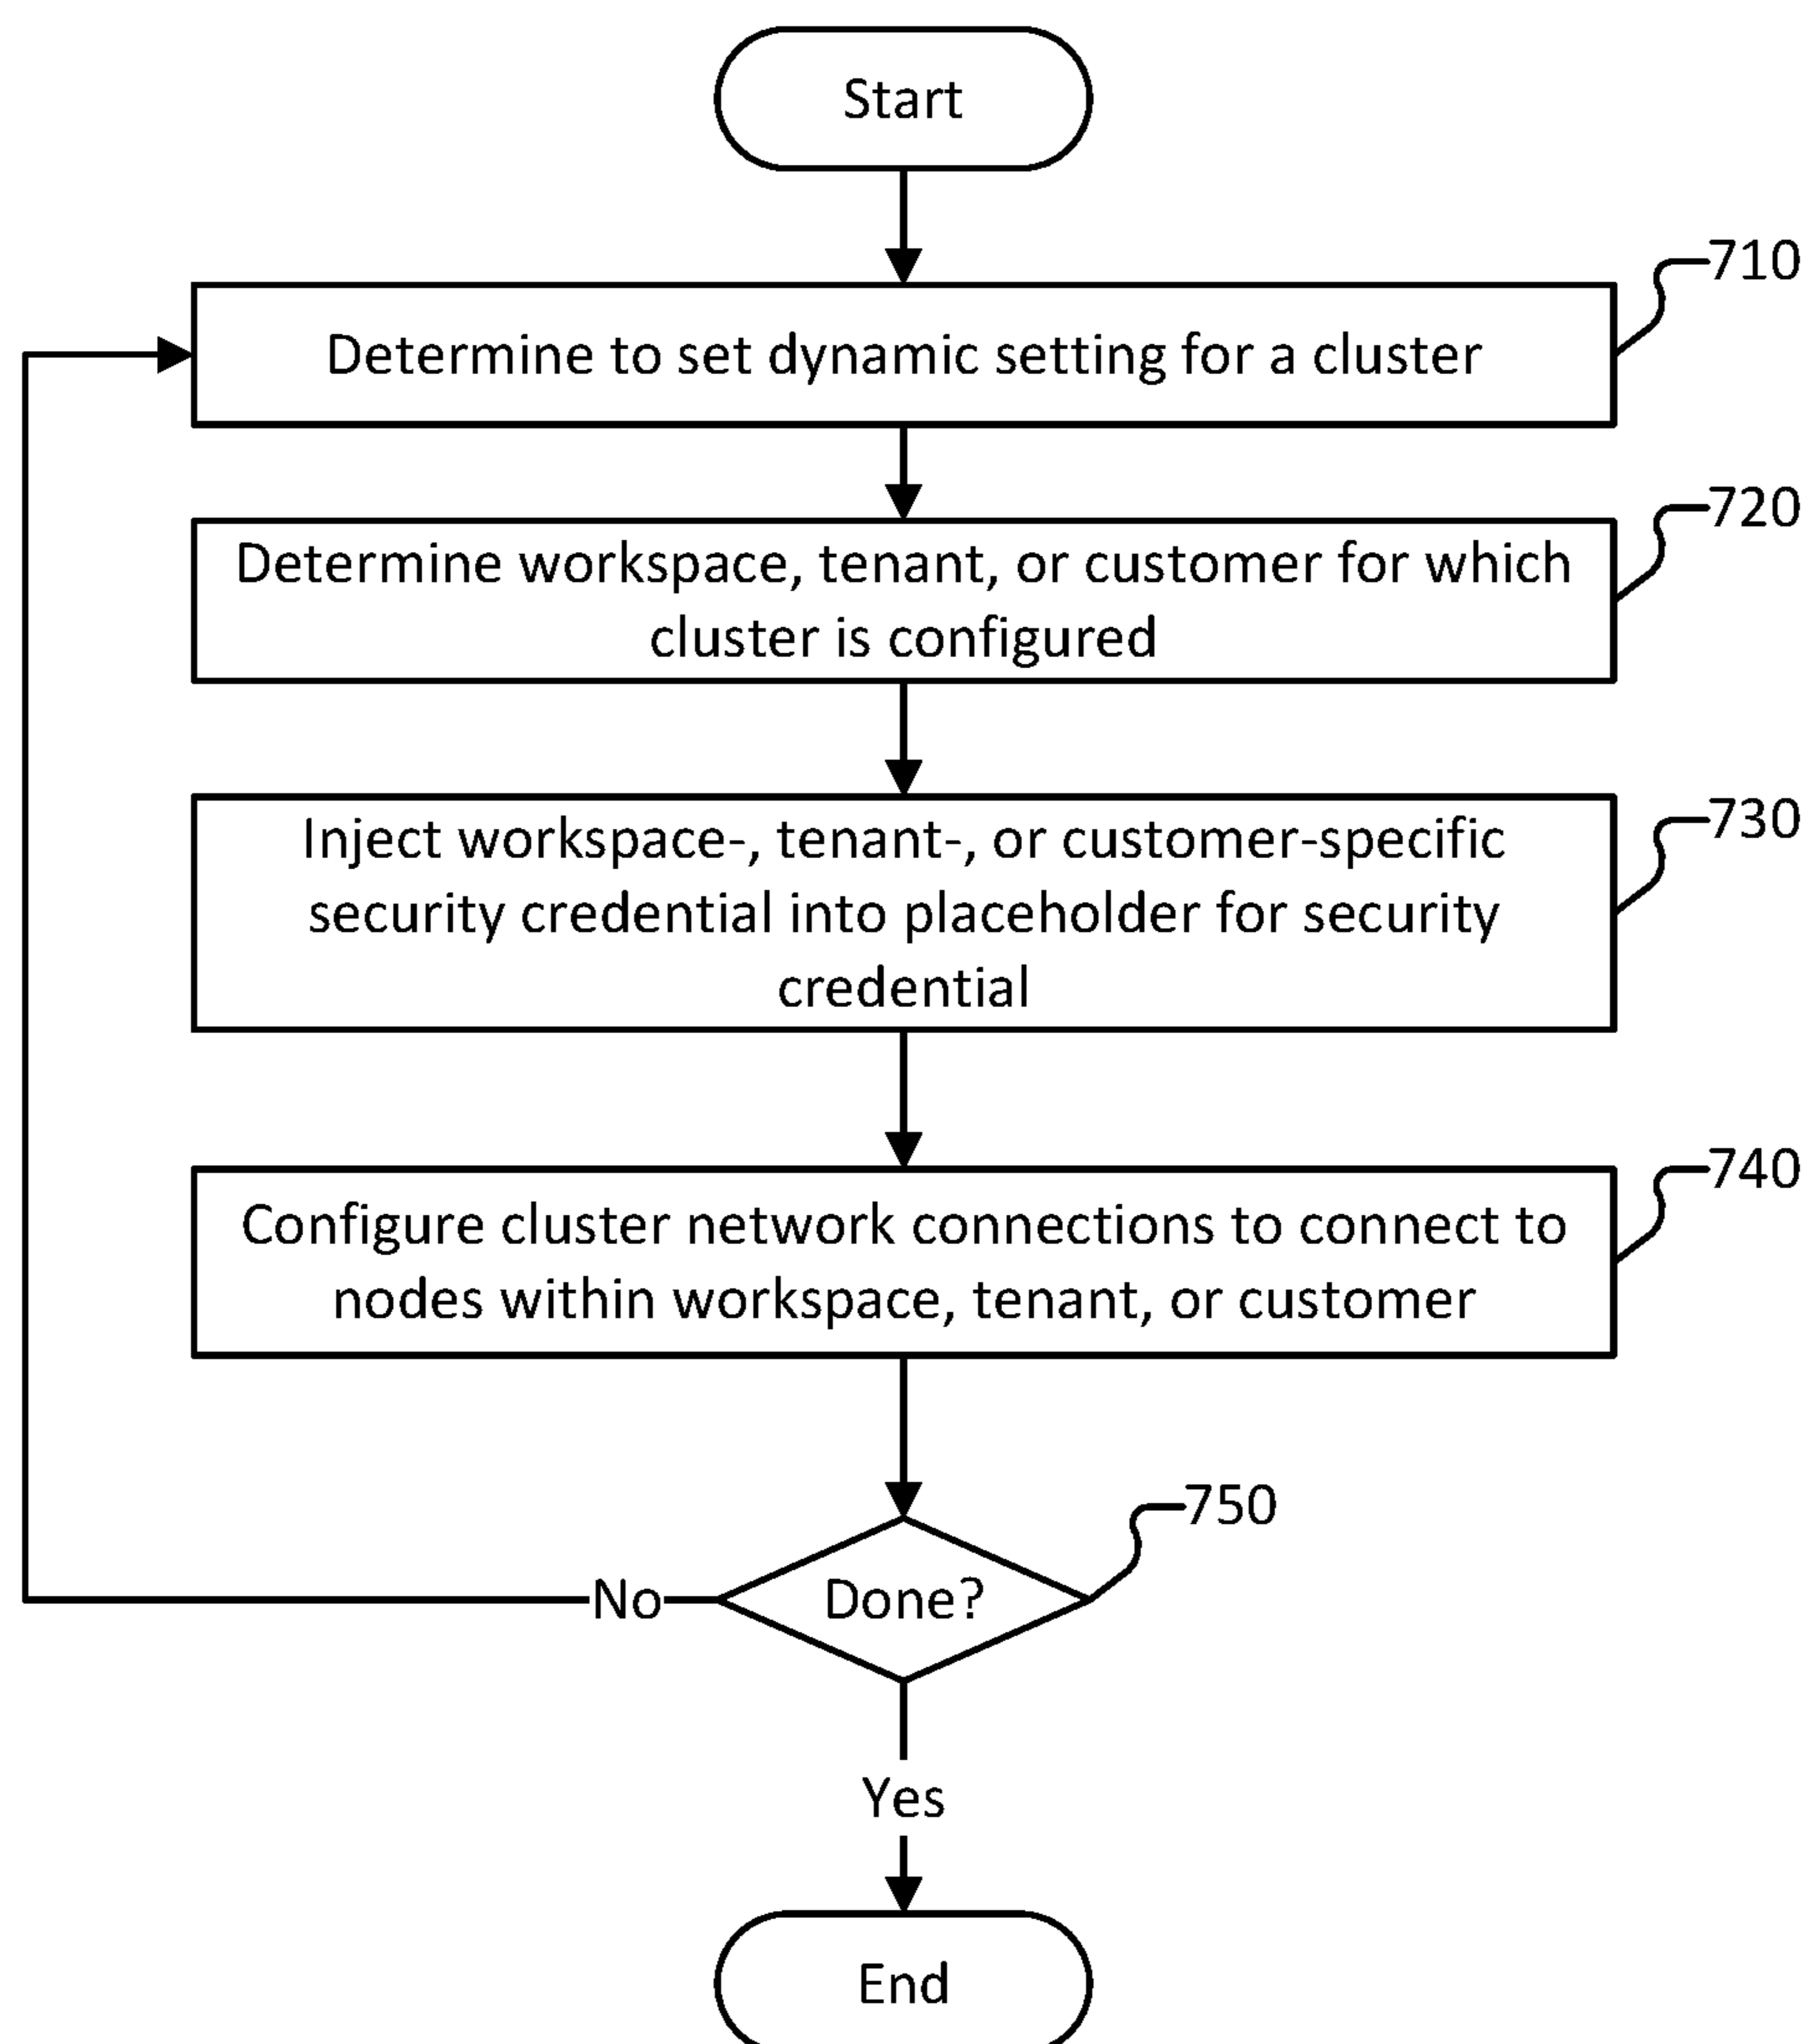 Start
710
Determine to set dynamic setting for a cluster
720
Determine workspace, tenant, or customer for which
cluster is configured
730
Inject workspace-, tenant-, or customer-specific
security credential into placeholder for security
credential
740
Configure cluster network connections to connect to
nodes within workspace, tenant, or customer
750
Done?
No
Yes
End